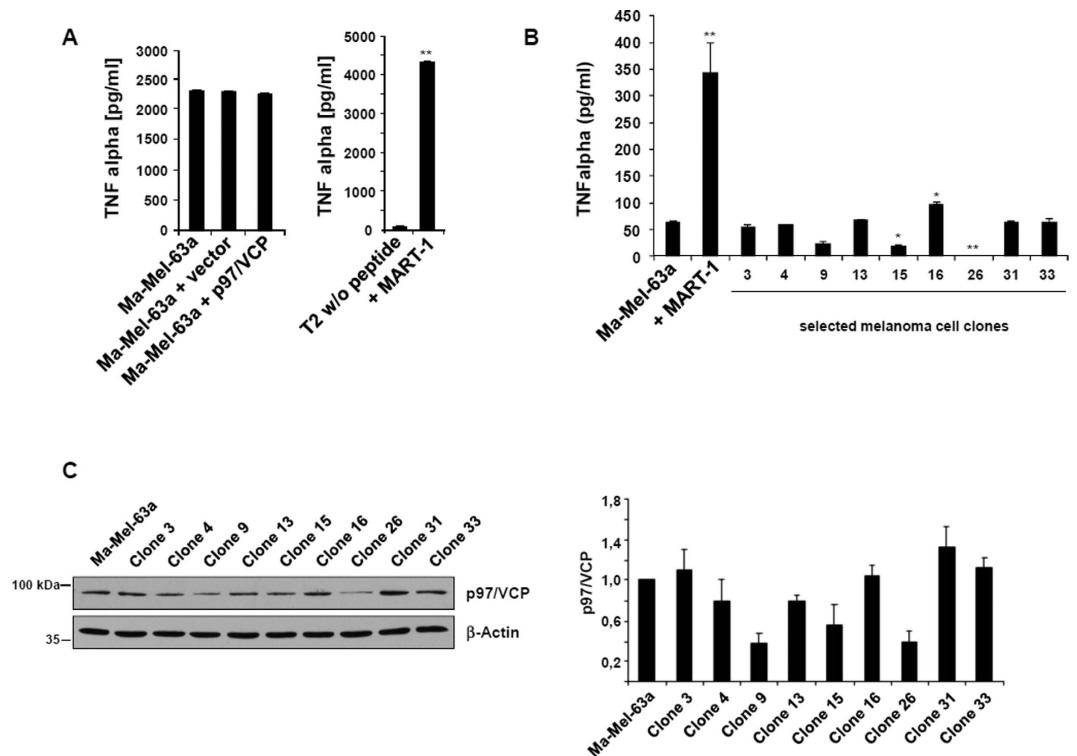 A
TNF alpha [pg/ml]
3000
2500
2000
1500
1000
500
0
Ma-Mel-63a
Ma-Mel-63a + vector
Ma-Mel-63a + p97/VCP
TNF alpha [pg/ml]
5000
4000
3000
2000
1000
0
**
T2 w/o peptide
+ MART-1
B
TNFalpha (pg/ml)
450
400
350
300
250
200
150
100
50
0
**
*
*
**
Ma-Mel-63a
+ MART-1
3 4 9 13 15 16 26 31 33
selected melanoma cell clones
C
Ma-Mel-63a
Clone 3
Clone 4
Clone 9
Clone 13
Clone 15
Clone 16
Clone 26
Clone 31
Clone 33
100 kDa
35
p97/VCP
β-Actin
p97/VCP
1,8
1,4
1,0
0,6
0,2
Ma-Mel-63a
Clone 3
Clone 4
Clone 9
Clone 13
Clone 15
Clone 16
Clone 26
Clone 31
Clone 33